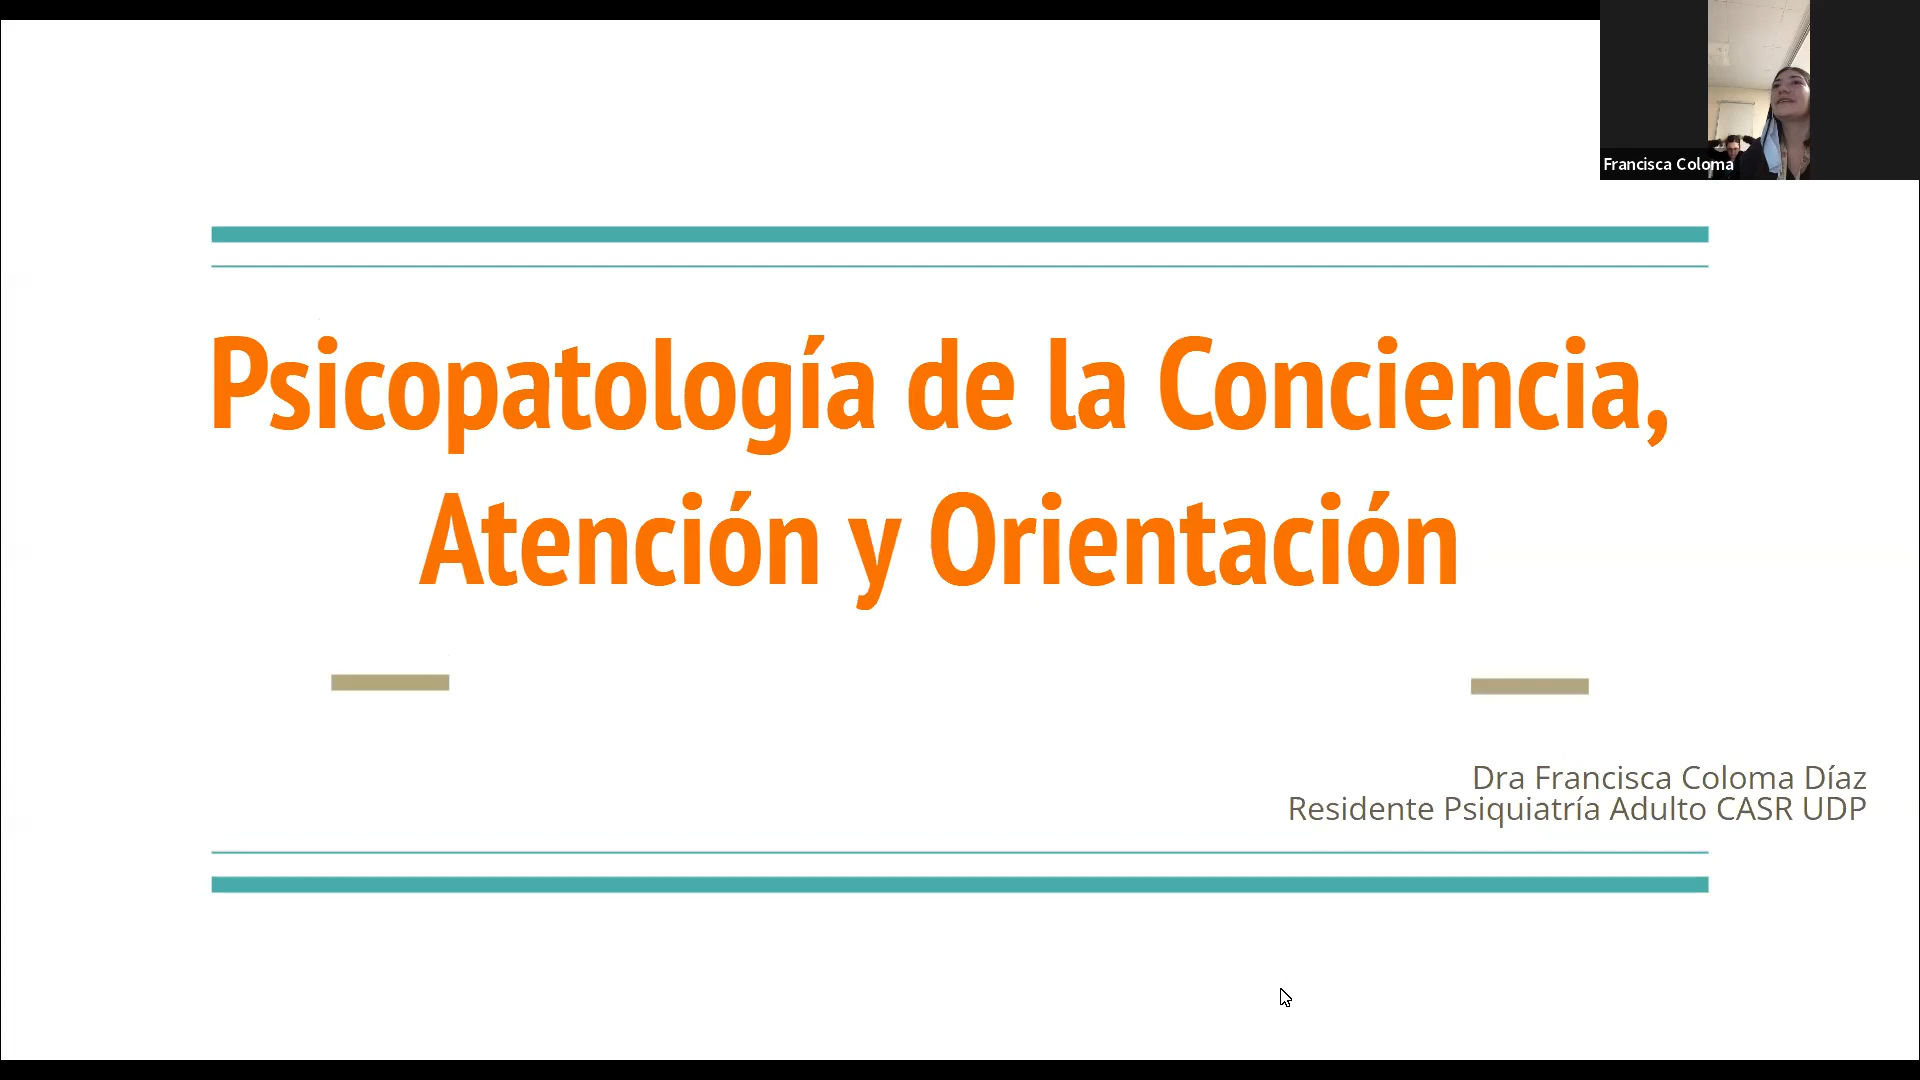 Francisca Coloma
Psicopatología de la Conciencia,
Atención y Orientación
Dra Francisca Coloma Díaz
Residente Psiquiatría Adulto CASR UDP